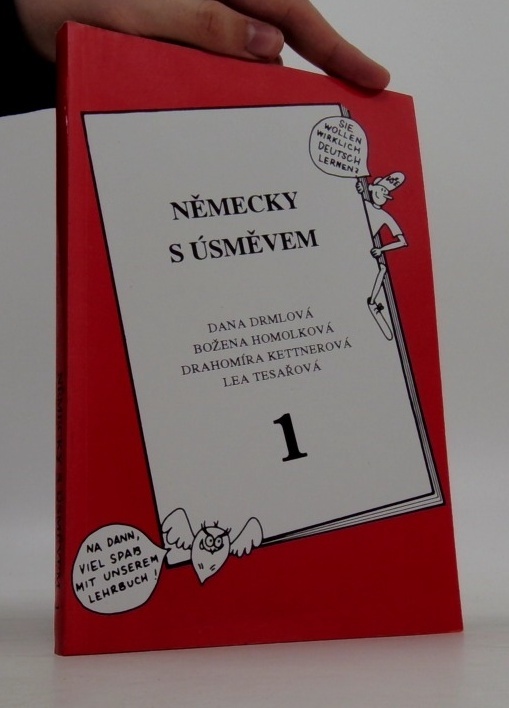 SIE
WOLLEN
WIRKLICH
DEUTSCH
LERNEN?
NĚMECKY
S ÚSMĚVEM
DANA DRMLOVÁ
BOŽENA HOMOLKOVÁ
DRAHOMÍRA KETTNEROVÁ
LEA TESAŘOVÁ
1
NA DANN,
VIEL SPAß
MIT UNSEREM
LEHRBUCH!